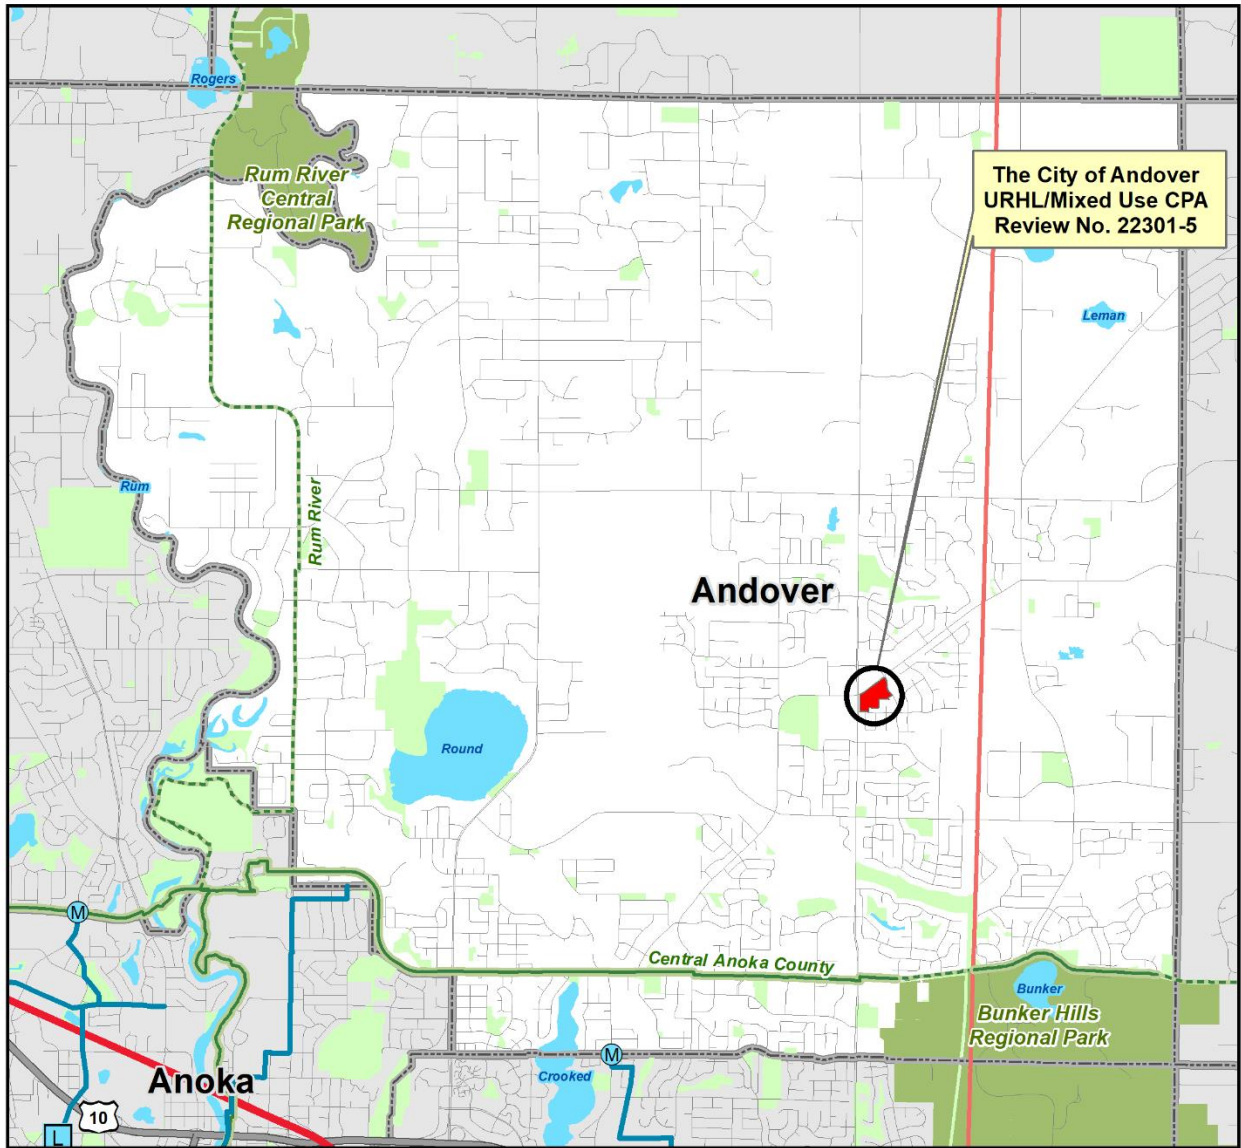 Rogers
Rum River
Central
Regional Park
The City of Andover
URHL/Mixed Use CPA
Review No. 22301-5
Leman
Rum
Rum River
Andover
Round
M
Central Anoka County
Bunker
Bunker Hills
Regional Park
M
Crooked
Anoka
10
L